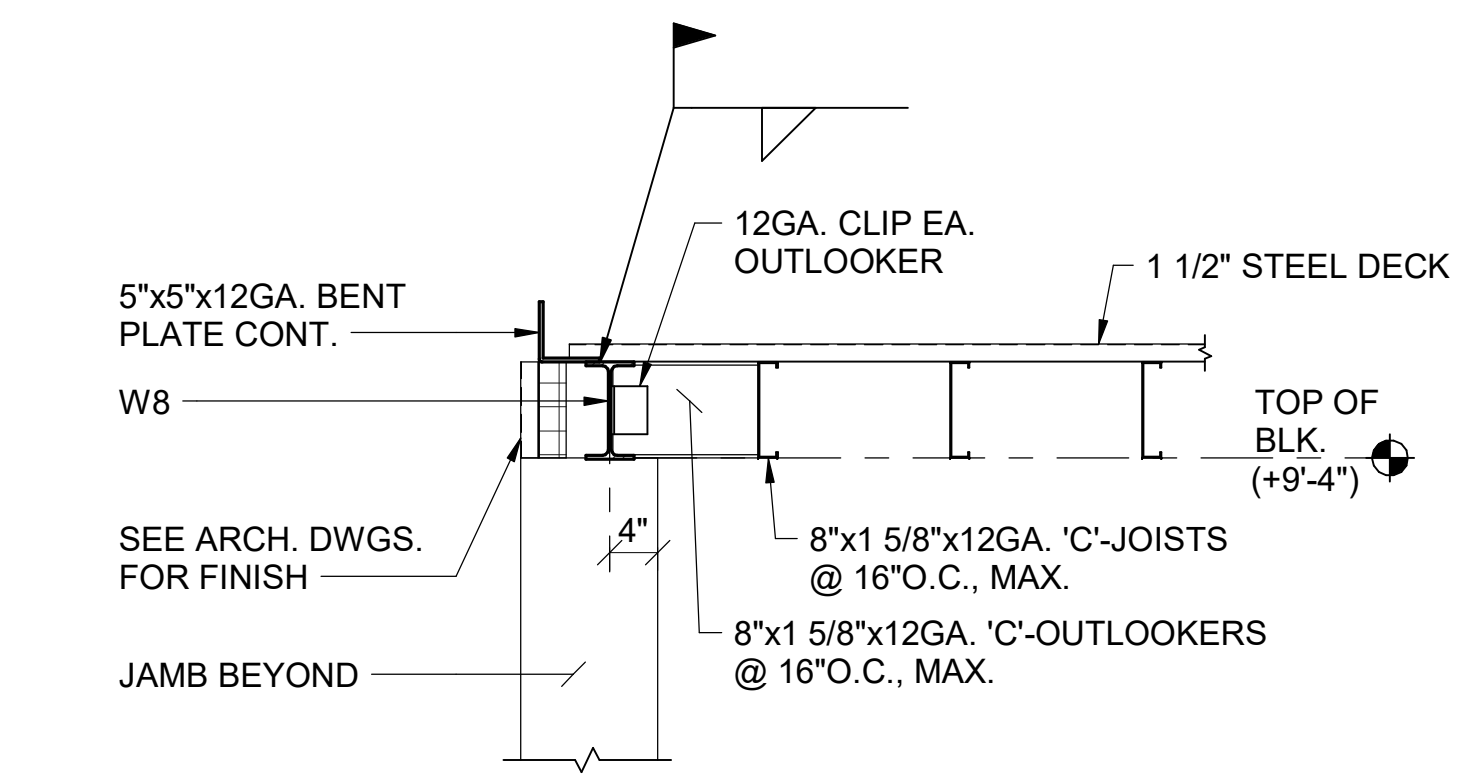 12GA. CLIP EA.
OUTLOOKER
1 1/2" STEEL DECK
5"x5"x12GA. BENT
PLATE CONT.
W8
TOP OF
BLK.
(+9'-4")
SEE ARCH. DWGS.
FOR FINISH
4"
8"x1 5/8"x12GA. 'C'-JOISTS
@ 16"O.C., MAX.
8"x1 5/8"x12GA. 'C'-OUTLOOKERS
@ 16"O.C., MAX.
JAMB BEYOND